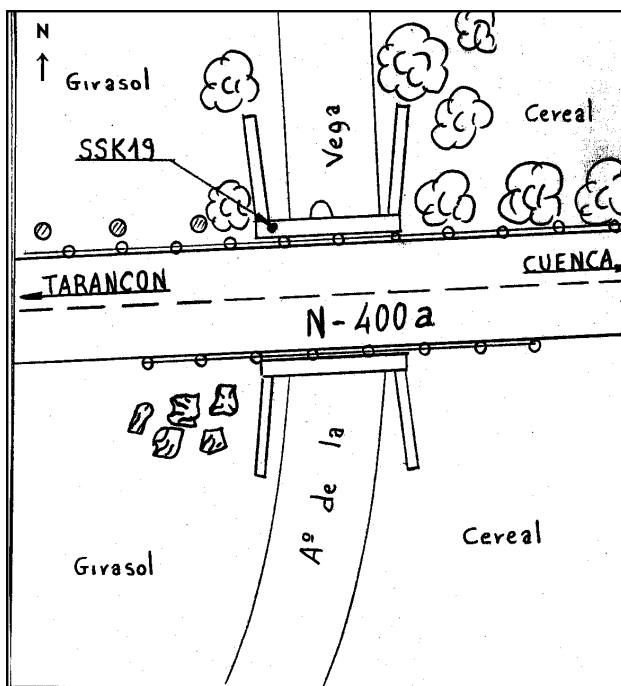 N
Girasol
Vega
Cereal
SSK19
TARANCON
CUENCA
N-400a
Aº de la
Girasol
Cereal